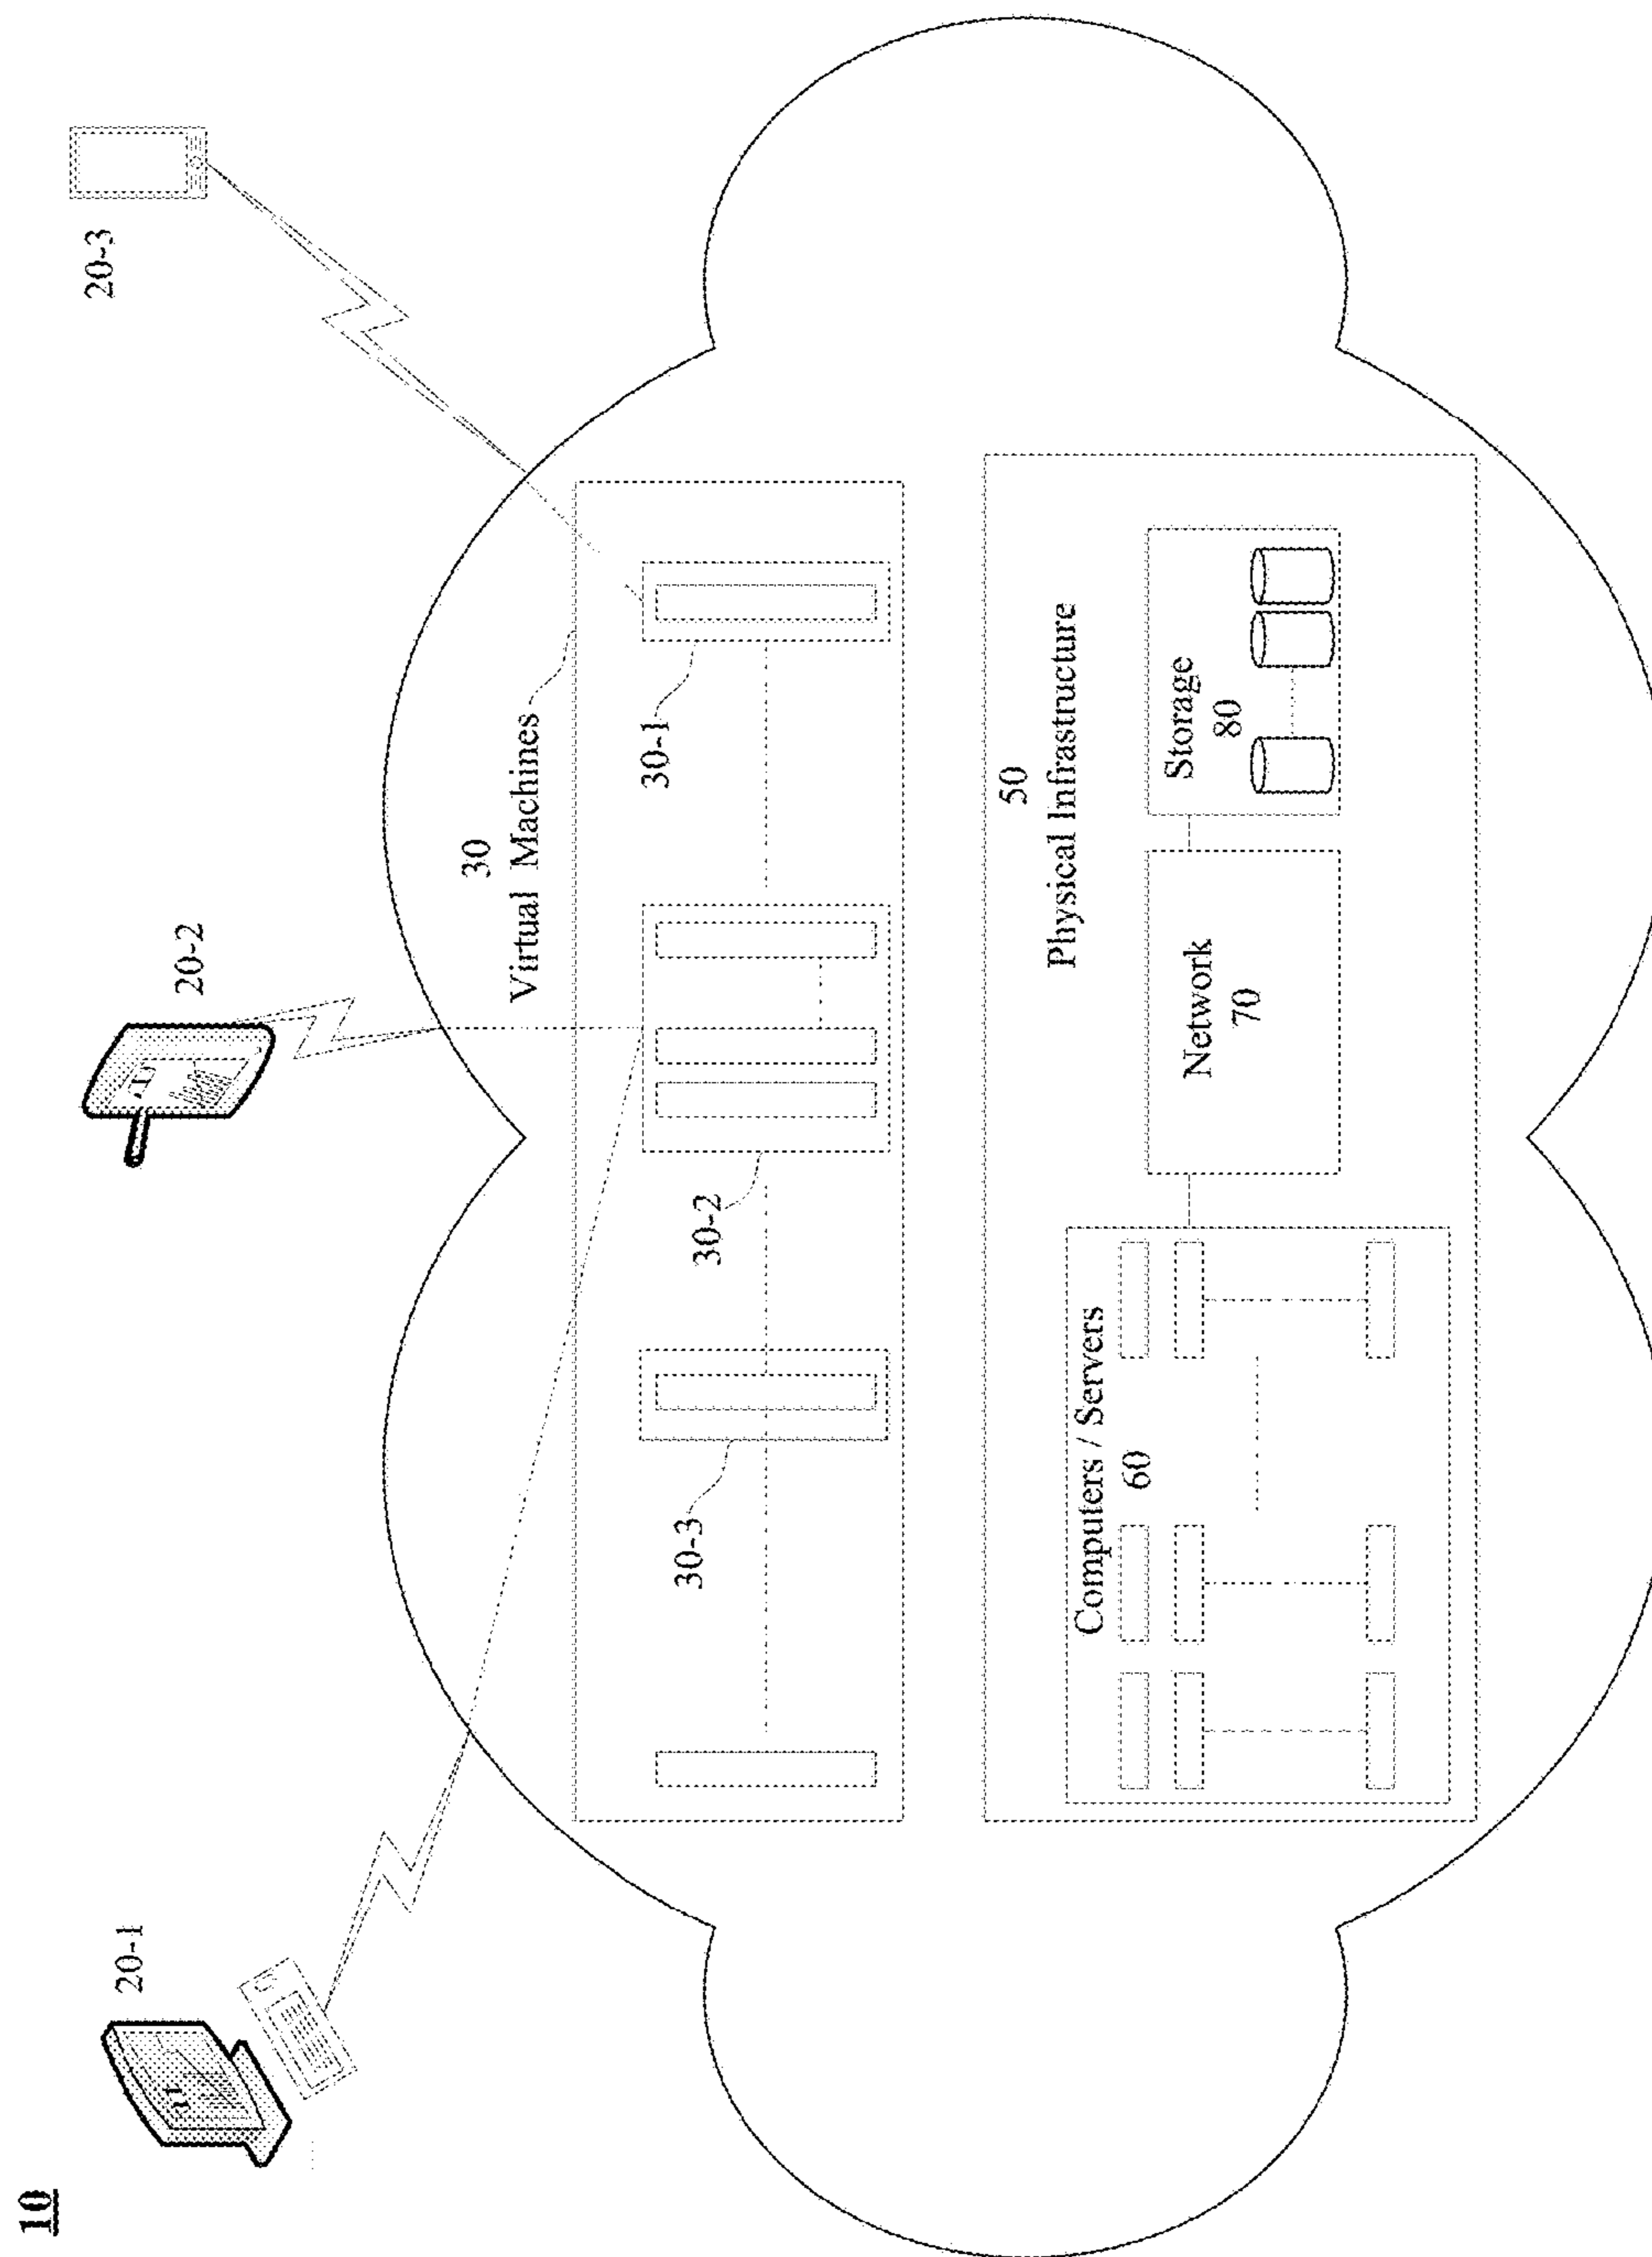 10
20-1
20-2
20-3
30
Virtual Machines
30-3
30-2
30-1
50
Physical Infrastructure
Computers / Servers
60
Network
70
Storage
80